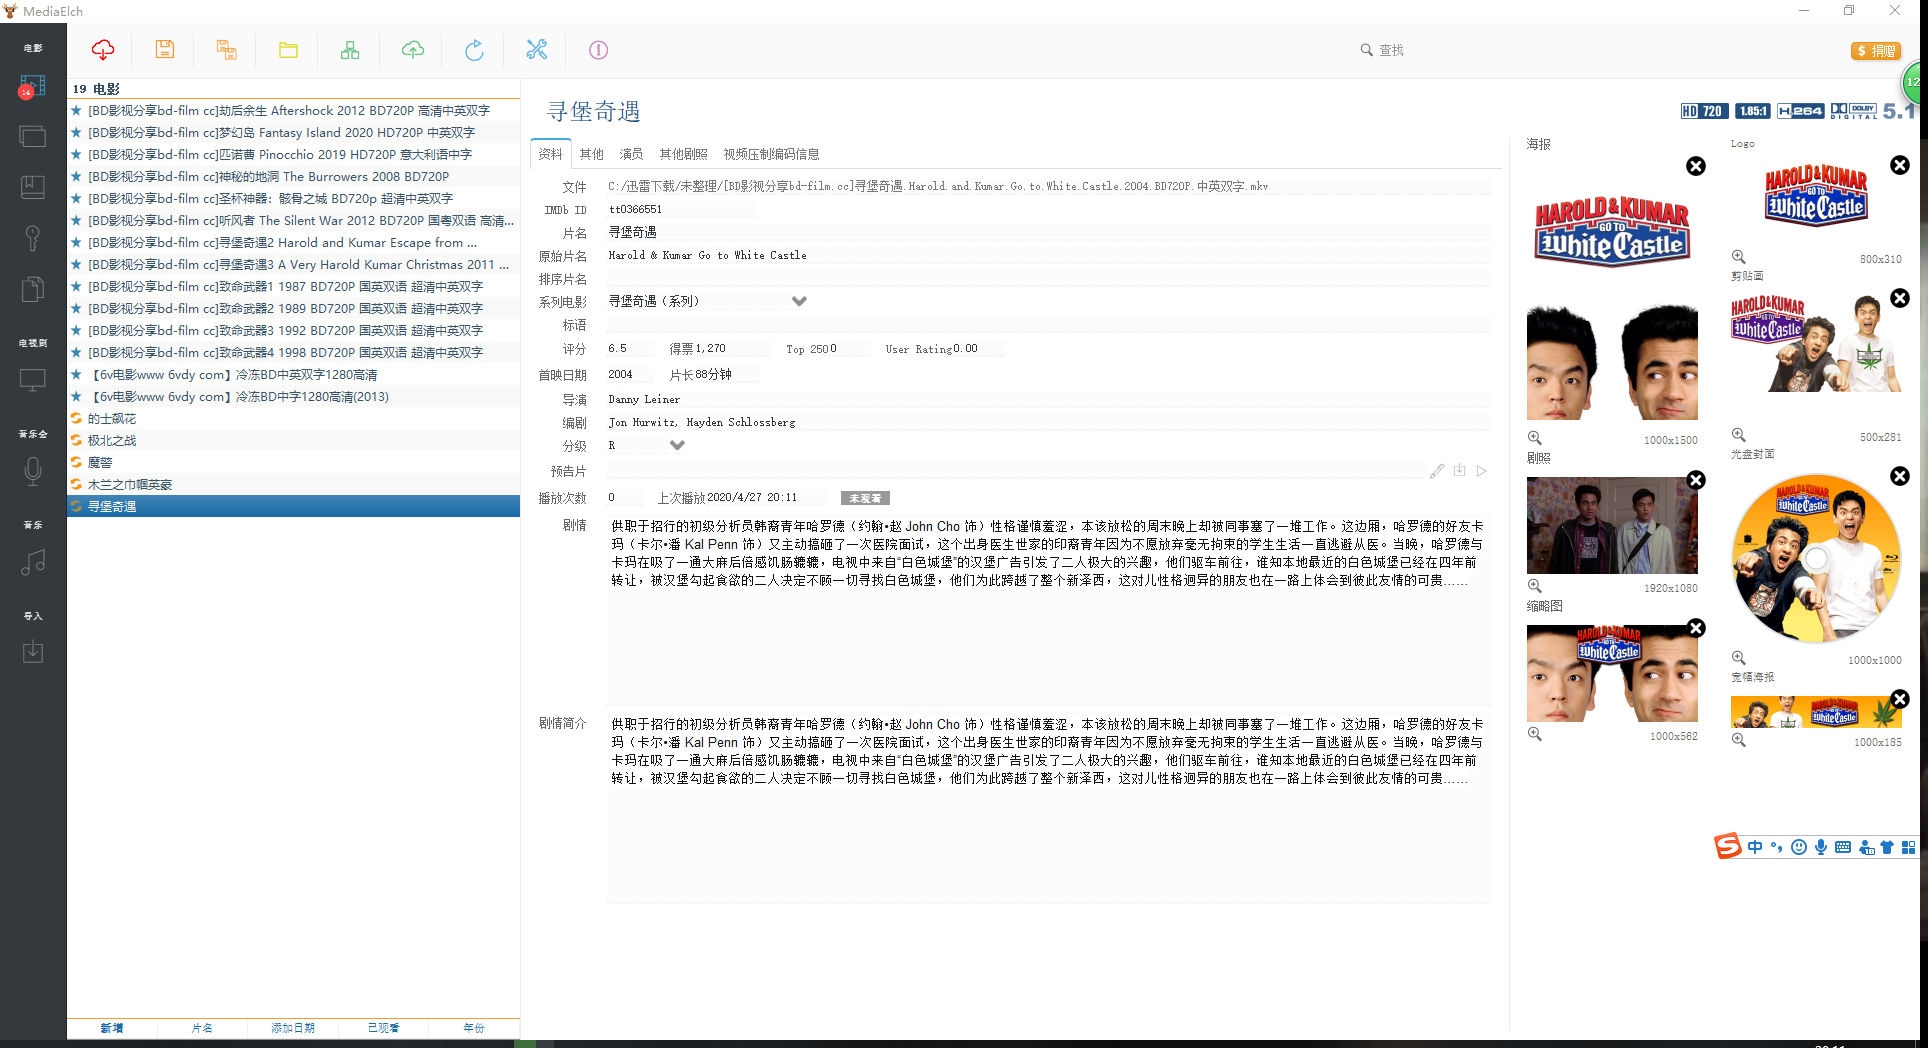 MediaElch
电影
14
电视剧
音乐会
音乐
导入
查找
$ 捐赠
12
19 电影
[BD影视分享bd-film cc]劫后余生 Aftershock 2012 BD720P 高清中英双字
[BD影视分享bd-film cc]梦幻岛 Fantasy Island 2020 HD720P 中英双字
[BD影视分享bd-film cc]匹诺曹 Pinocchio 2019 HD720P 意大利语中字
[BD影视分享bd-film cc]神秘的地洞 The Burrowers 2008 BD720P
[BD影视分享bd-film cc]圣杯神器：骸骨之城 BD720p 超清中英双字
[BD影视分享bd-film cc]听风者 The Silent War 2012 BD720P 国粤双语 高清...
[BD影视分享bd-film cc]寻堡奇遇2 Harold and Kumar Escape from ...
[BD影视分享bd-film cc]寻堡奇遇3 A Very Harold Kumar Christmas 2011 ...
[BD影视分享bd-film cc]致命武器1 1987 BD720P 国英双语 超清中英双字
[BD影视分享bd-film cc]致命武器2 1989 BD720P 国英双语 超清中英双字
[BD影视分享bd-film cc]致命武器3 1992 BD720P 国英双语 超清中英双字
[BD影视分享bd-film cc]致命武器4 1998 BD720P 国英双语 超清中英双字
【6v电影www 6vdy com】冷冻BD中英双字1280高清
【6v电影www 6vdy com】冷冻BD中字1280高清(2013)
的士飙花
极北之战
魔警
木兰之巾帼英豪
寻堡奇遇
新增 片名 添加日期 已观看 年份
寻堡奇遇
HD 720 1.85:1 H.264 DOLBY DIGITAL 5.1
资料 其他 演员 其他剧照 视频压制编码信息
文件 C:/迅雷下载/未整理/[BD影视分享bd-film.cc]寻堡奇遇.Harold.and.Kumar.Go.to.White.Castle.2004.BD720P.中英双字.mkv
IMDb ID tt0366551
片名 寻堡奇遇
原始片名 Harold & Kumar Go to White Castle
排序片名
系列电影 寻堡奇遇（系列）
标语
评分 6.5 得票 1,270 Top 250 0 User Rating 0.00
首映日期 2004 片长 88分钟
导演 Danny Leiner
编剧 Jon Hurwitz, Hayden Schlossberg
分级 R
预告片
播放次数 0 上次播放 2020/4/27 20:11 未观看
剧情 供职于招行的初级分析员韩裔青年哈罗德（约翰•赵 John Cho 饰）性格谨慎羞涩，本该放松的周末晚上却被同事塞了一堆工作。这边厢，哈罗德的好友卡
玛（卡尔•潘 Kal Penn 饰）又主动搞砸了一次医院面试，这个出身医生世家的印裔青年因为不愿放弃毫无拘束的学生生活一直逃避从医。当晚，哈罗德与
卡玛在吸了一通大麻后倍感饥肠辘辘，电视中来自“白色城堡”的汉堡广告引发了二人极大的兴趣，他们驱车前往，谁知本地最近的白色城堡已经在四年前
转让，被汉堡勾起食欲的二人决定不顾一切寻找白色城堡，他们为此跨越了整个新泽西，这对儿性格迥异的朋友也在一路上体会到彼此友情的可贵……
剧情简介 供职于招行的初级分析员韩裔青年哈罗德（约翰•赵 John Cho 饰）性格谨慎羞涩，本该放松的周末晚上却被同事塞了一堆工作。这边厢，哈罗德的好友卡
玛（卡尔•潘 Kal Penn 饰）又主动搞砸了一次医院面试，这个出身医生世家的印裔青年因为不愿放弃毫无拘束的学生生活一直逃避从医。当晚，哈罗德与
卡玛在吸了一通大麻后倍感饥肠辘辘，电视中来自“白色城堡”的汉堡广告引发了二人极大的兴趣，他们驱车前往，谁知本地最近的白色城堡已经在四年前
转让，被汉堡勾起食欲的二人决定不顾一切寻找白色城堡，他们为此跨越了整个新泽西，这对儿性格迥异的朋友也在一路上体会到彼此友情的可贵……
海报
HAROLD & KUMAR
GO TO
White Castle
1000x1500
剧照
1920x1080
缩略图
HAROLD & KUMAR
GO TO
White Castle
1000x562
Logo
HAROLD & KUMAR
GO TO
White Castle
800x310
剪贴画
HAROLD & KUMAR
GO TO
White Castle
500x281
光盘封面
HAROLD & KUMAR
GO TO
White Castle
1000x1000
宽幅海报
HAROLD & KUMAR
GO TO
White Castle
1000x185
S 中